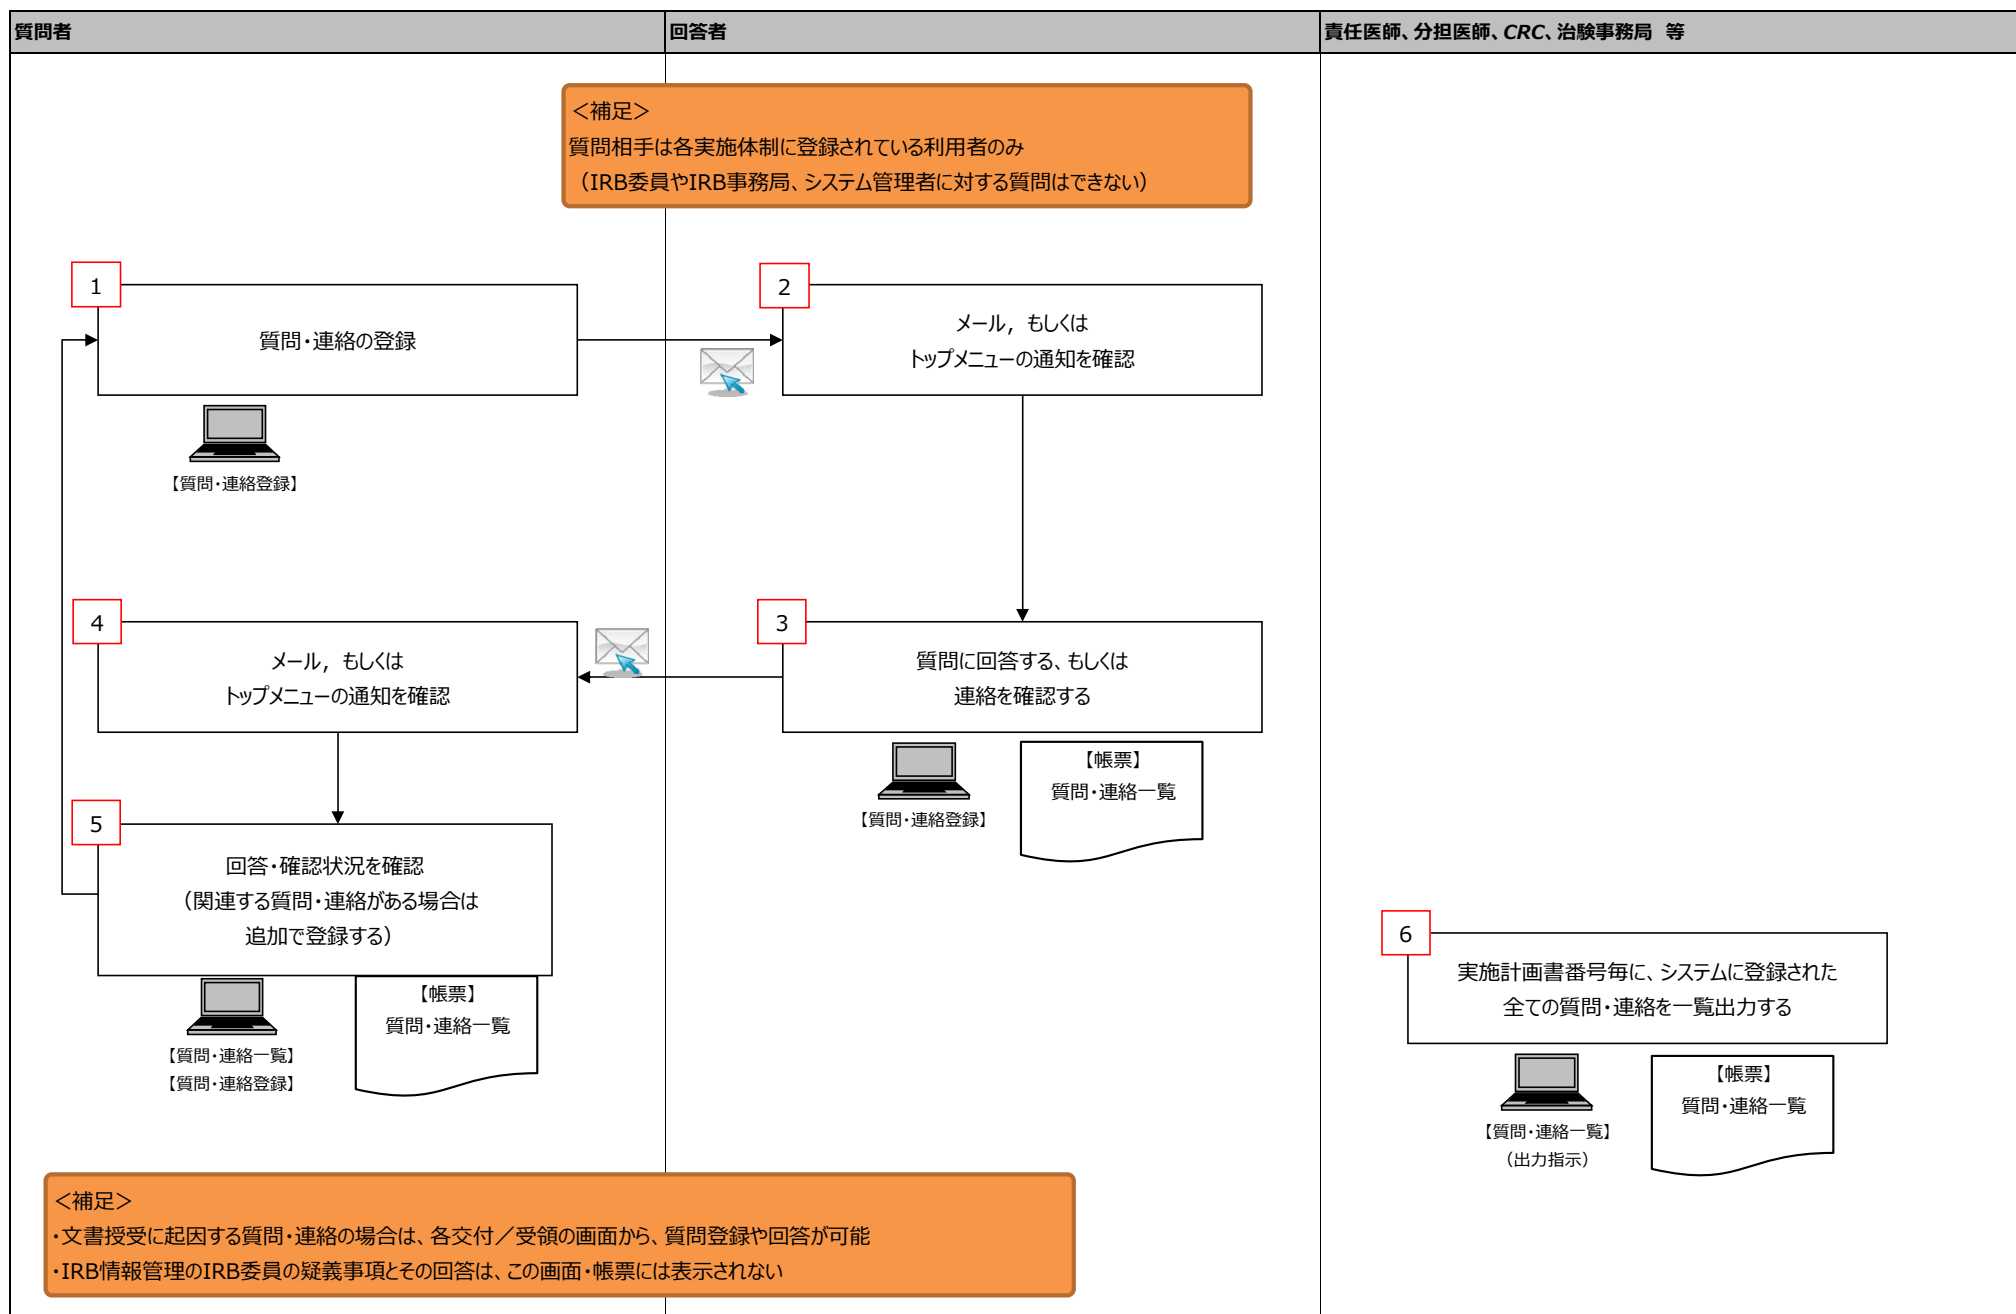 質問者
回答者
責任医師、分担医師、CRC、治験事務局 等
＜補足＞
質問相手は各実施体制に登録されている利用者のみ
（IRB委員やIRB事務局、システム管理者に対する質問はできない）
1
質問・連絡の登録
【質問・連絡登録】
2
メール，もしくは
トップメニューの通知を確認
3
質問に回答する、もしくは
連絡を確認する
【質問・連絡登録】
【帳票】
質問・連絡一覧
4
メール，もしくは
トップメニューの通知を確認
5
回答・確認状況を確認
（関連する質問・連絡がある場合は
追加で登録する）
【質問・連絡一覧】
【質問・連絡登録】
【帳票】
質問・連絡一覧
6
実施計画書番号毎に、システムに登録された
全ての質問・連絡を一覧出力する
【質問・連絡一覧】
（出力指示）
【帳票】
質問・連絡一覧
＜補足＞
・文書授受に起因する質問・連絡の場合は、各交付／受領の画面から、質問登録や回答が可能
・IRB情報管理のIRB委員の疑義事項とその回答は、この画面・帳票には表示されない